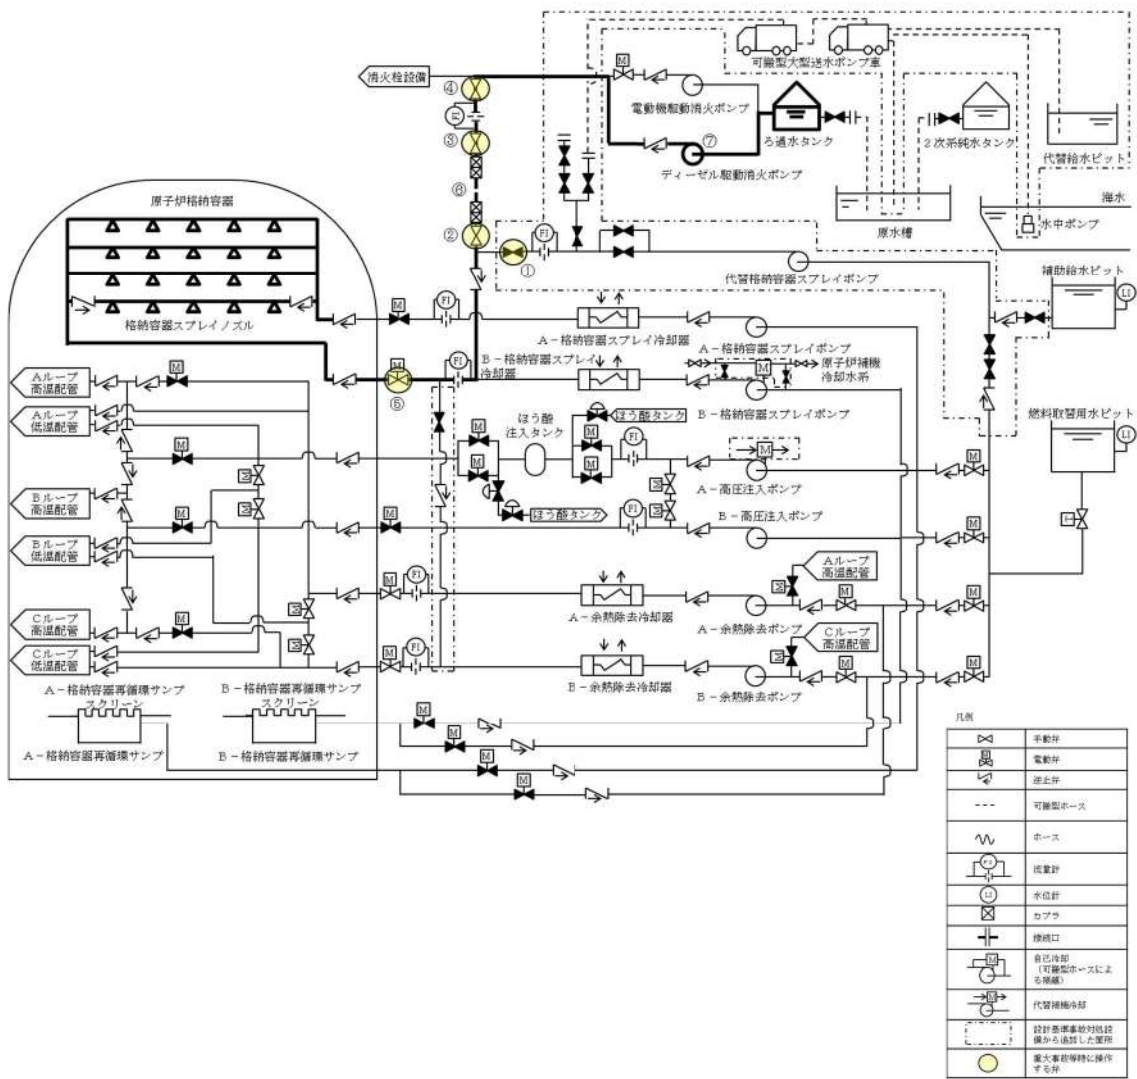 可搬型大型送水ポンプ車
消火栓設備
④
M
電動機駆動消火ポンプ
FI
③
⑦
ろ過水タンク
2次系純水タンク
代替給水ピット
ディーゼル駆動消火ポンプ
⑥
原子炉格納容器
海水
水中ポンプ
原水槽
②
FI
①
代替格納容器スプレイポンプ
補助給水ピット
LI
M
FI
格納容器スプレイノズル
A-格納容器スプレイ冷却器
A-格納容器スプレイポンプ
B-格納容器スプレイ
冷却器
原子炉補機
冷却水系
M
FI
M
⑤
B-格納容器スプレイポンプ
Aループ
高温配管
M
Aループ
低温配管
ほう酸
注入タンク
ほう酸タンク
燃料取替用水ピット
LI
M
M
M
M
FI
M
M
M
M
M
A-高圧注入ポンプ
Bループ
高温配管
M
M
ほう酸タンク
M
M
FI
B-高圧注入ポンプ
M
Bループ
低温配管
Aループ
高温配管
M
FI
M
M
M
M
A-余熱除去冷却器
A-余熱除去ポンプ
Cループ
高温配管
M
M
Cループ
高温配管
M
FI
M
M
M
Cループ
低温配管
B-余熱除去冷却器
B-余熱除去ポンプ
A-格納容器再循環サンプ
スクリーン
B-格納容器再循環サンプ
スクリーン
M
M
A-格納容器再循環サンプ
B-格納容器再循環サンプ
M
M
凡例
手動弁
M
電動弁
逆止弁
可搬型ホース
ホース
FI
流量計
LI
水位計
カプラ
接続口
M
自己冷却
(可搬型ホースによ
る隔離)
M
代替補機冷却
設計基準事故対処設
備から追加した箇所
重大事故等時に操作
する弁